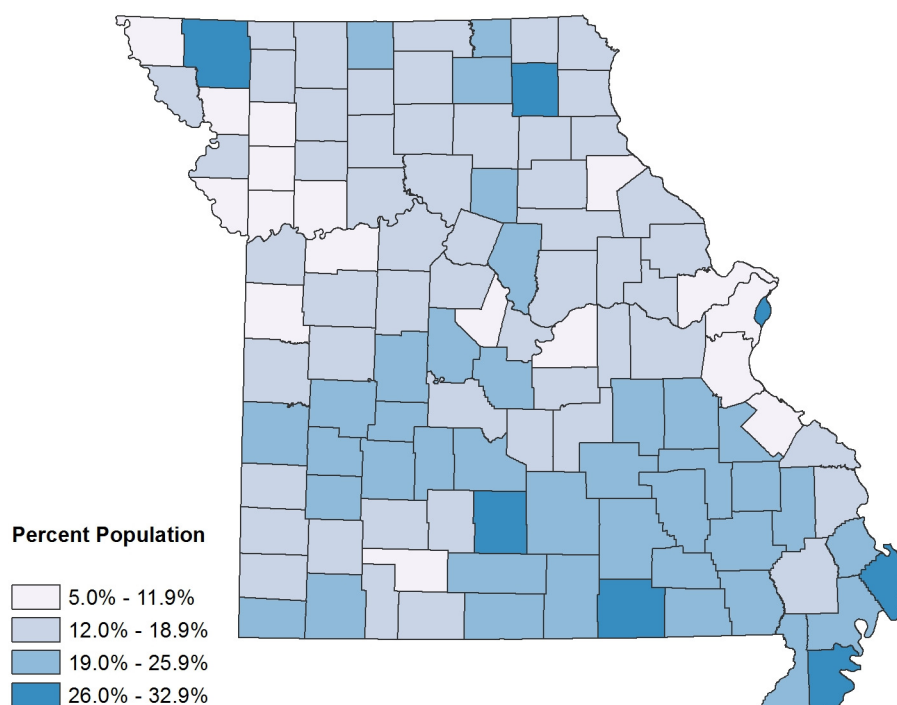 Percent Population
5.0% - 11.9%
12.0% - 18.9%
19.0% - 25.9%
26.0% - 32.9%